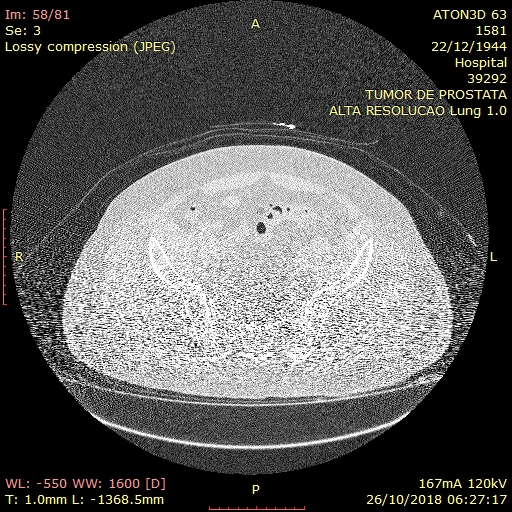 Im: 58/81
Se: 3
Lossy compression (JPEG)
A
ATON3D 63
1581
22/12/1944
Hospital
39292
TUMOR DE PROSTATA
ALTA RESOLUCAO Lung 1.0
R
L
WL: -550 WW: 1600 [D]
T: 1.0mm L: -1368.5mm
P
167mA 120kV
26/10/2018 06:27:17